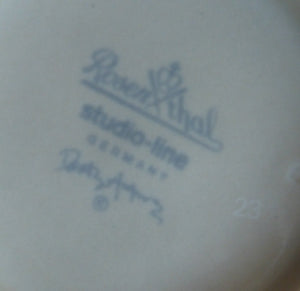 Rosenthal
studio-line
GERMANY
©
23